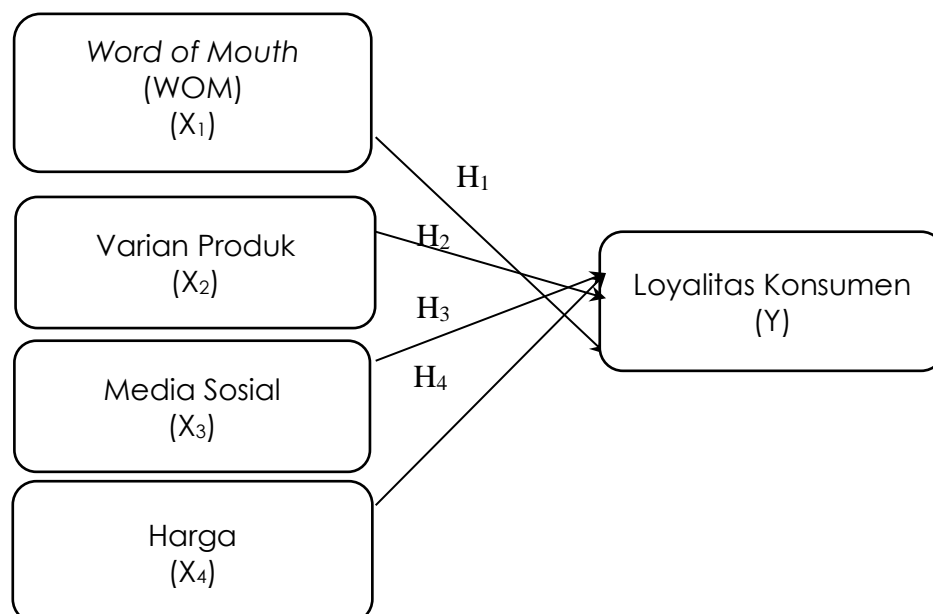 Word of Mouth
(WOM)
(X₁)
H₁
Varian Produk
(X₂)
H₂
Loyalitas Konsumen
(Y)
H₃
Media Sosial
(X₃)
H₄
Harga
(X₄)